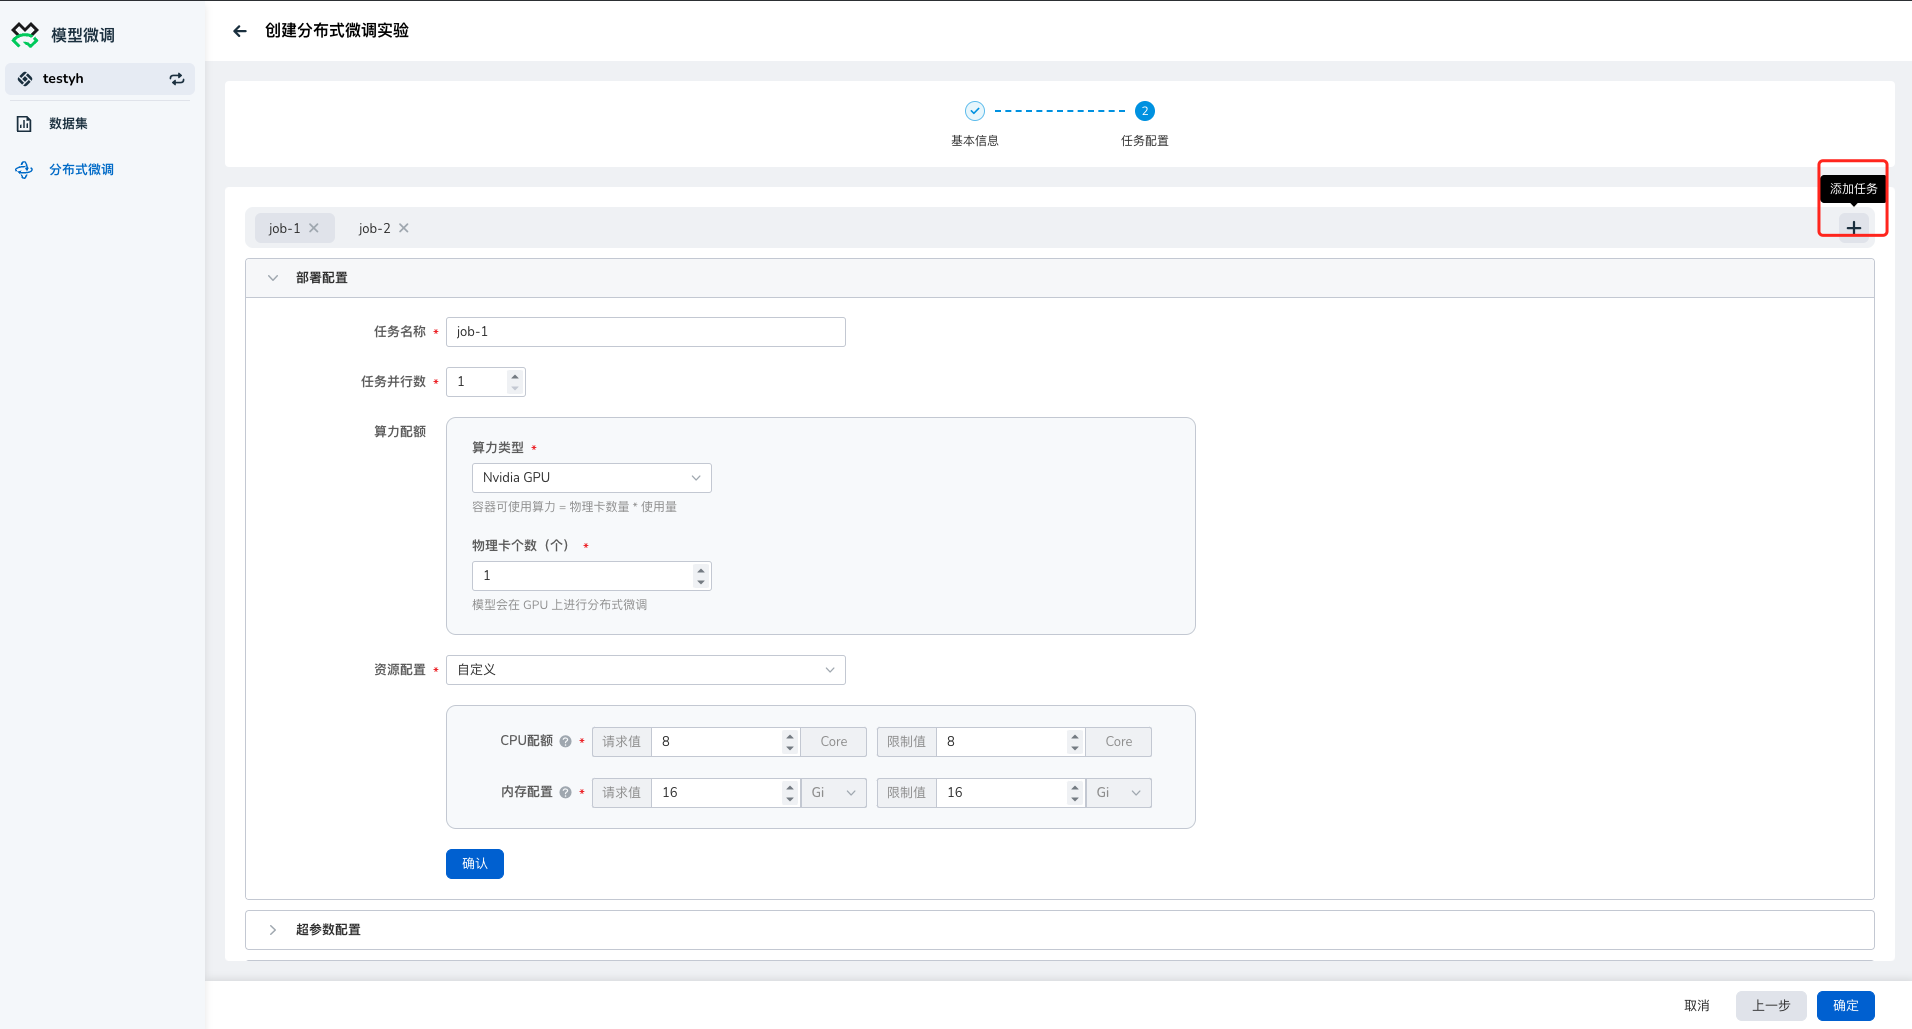 模型微调
testyh
数据集
分布式微调
创建分布式微调实验
2
基本信息
任务配置
添加任务
job-1
job-2
部署配置
任务名称 * job-1
任务并行数 * 1
算力配额
算力类型 *
Nvidia GPU
容器可使用算力 = 物理卡数量 * 使用量
物理卡个数（个） *
1
模型会在 GPU 上进行分布式微调
资源配置 * 自定义
CPU配额 ? * 请求值 8 Core 限制值 8 Core
内存配置 ? * 请求值 16 Gi 限制值 16 Gi
确认
超参数配置
取消 上一步 确定